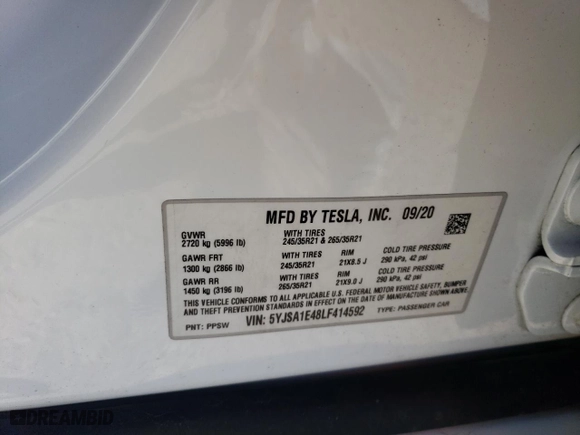 MFD BY TESLA, INC. 09/20
GVWR
2720 kg (5996 lb)
WITH TIRES
245/35R21 & 265/35R21
GAWR FRT
1300 kg (2866 lb)
WITH TIRES
245/35R21
RIM
21X8.5 J
COLD TIRE PRESSURE
290 kPa, 42 psi
GAWR RR
1450 kg (3196 lb)
WITH TIRES
265/35R21
RIM
21X9.0 J
COLD TIRE PRESSURE
290 kPa, 42 psi
THIS VEHICLE CONFORMS TO ALL APPLICABLE U.S. FEDERAL MOTOR VEHICLE SAFETY, BUMPER
AND THEFT PREVENTION STANDARDS IN EFFECT ON THE DATE OF MANUFACTURE SHOWN ABOVE.
PNT: PPSW
VIN: 5YJSA1E48LF414592
TYPE: PASSENGER CAR
DREAMBID